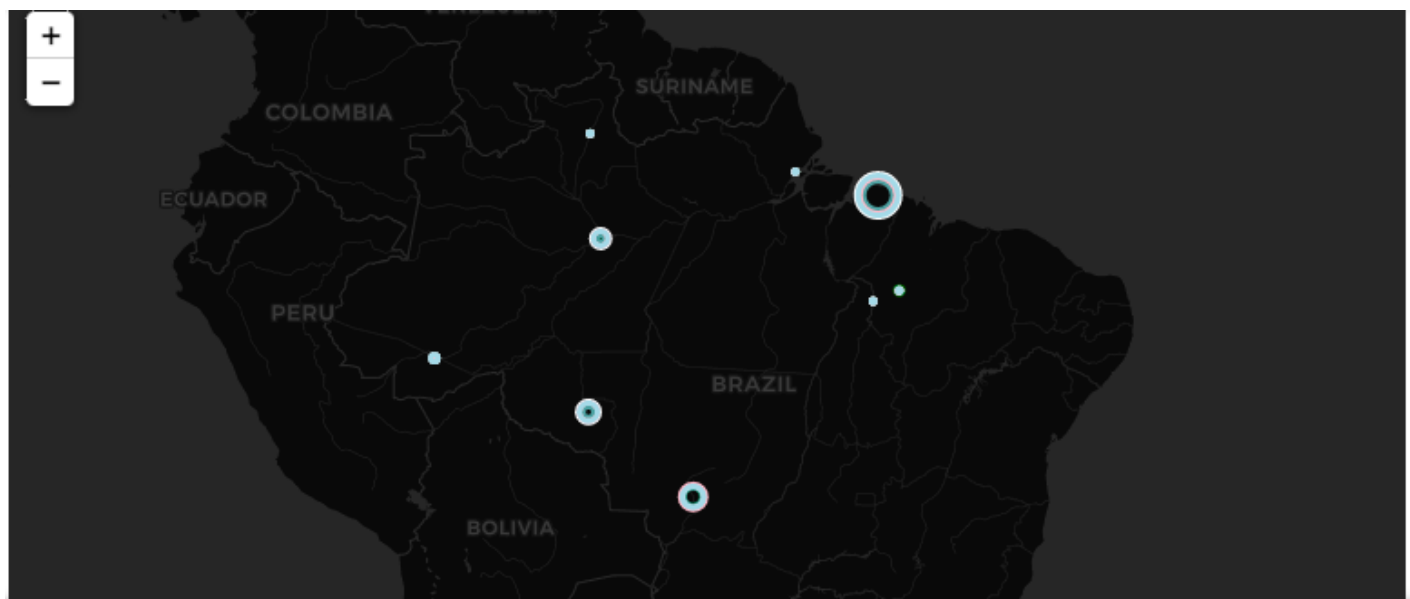 +
SURINAME
COLOMBIA
ECUADOR
PERU
BRAZIL
BOLIVIA
−